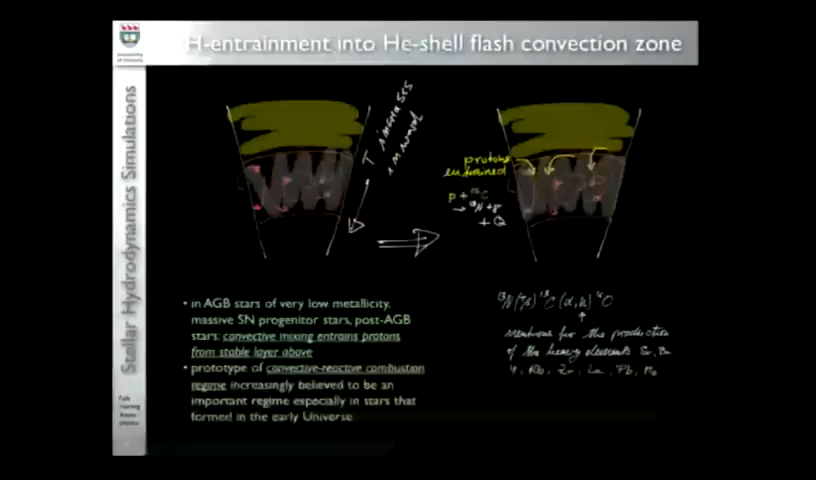 H-entrainment into He-shell flash convection zone
Stellar Hydrodynamics Simulations
T increases
inward
protons
entrained
p + ¹²C
→ ¹³N + γ
+ Q
• in AGB stars of very low metallicity,
massive SN progenitor stars, post-AGB
stars: convective mixing entrains protons
from stable layer above
• prototype of convective-reactive combustion
regime increasingly believed to be an
important regime especially in stars that
formed in the early Universe
¹³C(α,n)¹⁶O
neutrons for the production
of the heavy elements Sr, Ba
Y, Rb, Zr, La, Pb,